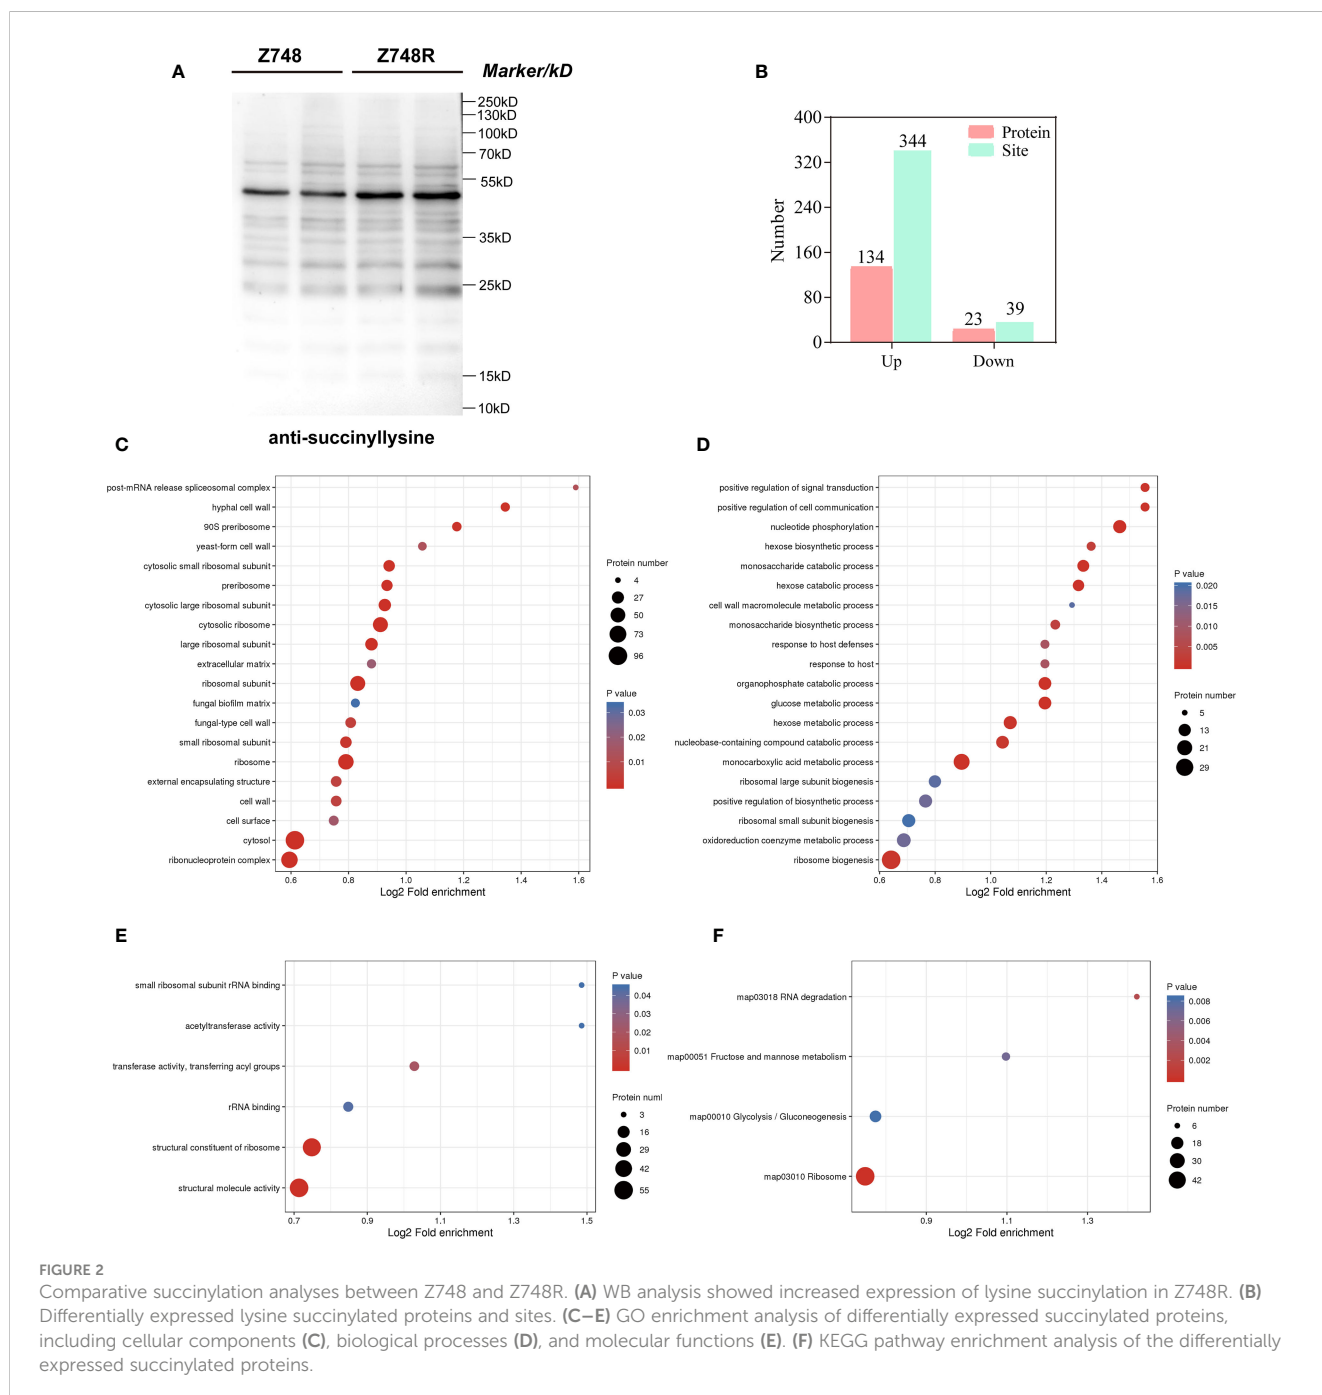 A
Z748
Z748R
Marker/kD
250kD
130kD
100kD
70kD
55kD
35kD
25kD
15kD
10kD
anti-succinyllysine
B
400
320
240
160
80
0
Number
344
134
23
39
Protein
Site
Up
Down
C
post-mRNA release spliceosomal complex
hyphal cell wall
90S preribosome
yeast-form cell wall
cytosolic small ribosomal subunit
preribosome
cytosolic large ribosomal subunit
cytosolic ribosome
large ribosomal subunit
extracellular matrix
ribosomal subunit
fungal biofilm matrix
fungal-type cell wall
small ribosomal subunit
ribosome
external encapsulating structure
cell wall
cell surface
cytosol
ribonucleoprotein complex
0.6 0.8 1.0 1.2 1.4 1.6
Log2 Fold enrichment
Protein number
4
27
50
73
96
P value
0.03
0.02
0.01
D
positive regulation of signal transduction
positive regulation of cell communication
nucleotide phosphorylation
hexose biosynthetic process
monosaccharide catabolic process
hexose catabolic process
cell wall macromolecule metabolic process
monosaccharide biosynthetic process
response to host defenses
response to host
organophosphate catabolic process
glucose metabolic process
hexose metabolic process
nucleobase-containing compound catabolic process
monocarboxylic acid metabolic process
ribosomal large subunit biogenesis
positive regulation of biosynthetic process
ribosomal small subunit biogenesis
oxidoreduction coenzyme metabolic process
ribosome biogenesis
0.6 0.8 1.0 1.2 1.4 1.6
Log2 Fold enrichment
P value
0.020
0.015
0.010
0.005
Protein number
5
13
21
29
E
small ribosomal subunit rRNA binding
acetyltransferase activity
transferase activity, transferring acyl groups
rRNA binding
structural constituent of ribosome
structural molecule activity
0.7 0.9 1.1 1.3 1.5
Log2 Fold enrichment
P value
0.04
0.03
0.02
0.01
Protein num
3
16
29
42
55
F
map03018 RNA degradation
map00051 Fructose and mannose metabolism
map00010 Glycolysis / Gluconeogenesis
map03010 Ribosome
0.9 1.1 1.3
Log2 Fold enrichment
P value
0.008
0.006
0.004
0.002
Protein number
6
18
30
42
FIGURE 2
Comparative succinylation analyses between Z748 and Z748R. (A) WB analysis showed increased expression of lysine succinylation in Z748R. (B)
Differentially expressed lysine succinylated proteins and sites. (C–E) GO enrichment analysis of differentially expressed succinylated proteins,
including cellular components (C), biological processes (D), and molecular functions (E). (F) KEGG pathway enrichment analysis of the differentially
expressed succinylated proteins.